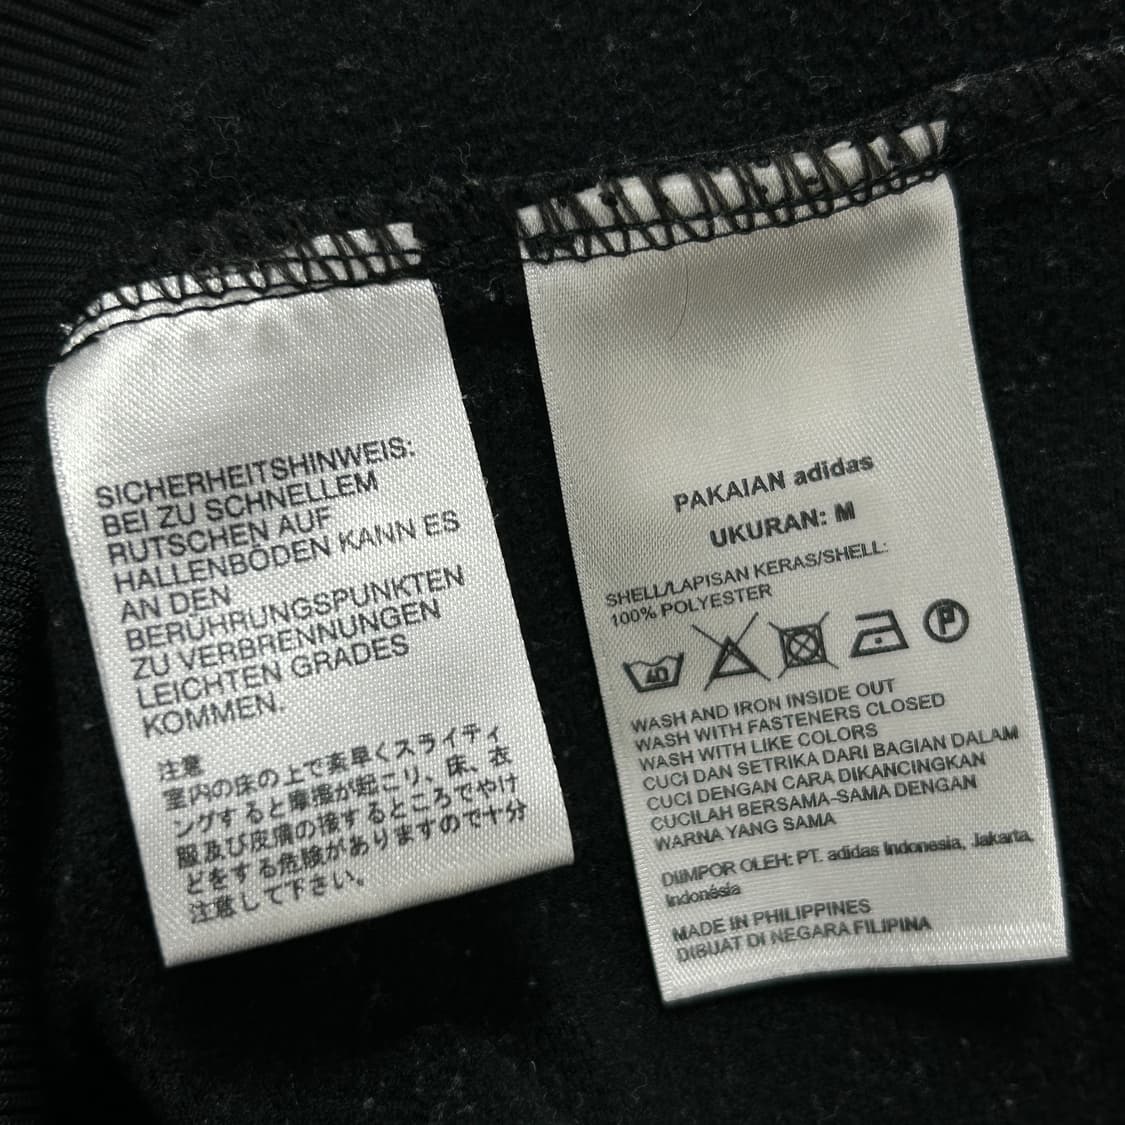 SICHERHEITSHINWEIS:
BEI ZU SCHNELLEM
RUTSCHEN AUF
HALLENBÖDEN KANN ES
AN DEN
BERÜHRUNGSPUNKTEN
ZU VERBRENNUNGEN
LEICHTEN GRADES
KOMMEN.
注意
室内の床の上で素早くスライディ
ングすると摩擦が起こり、床、衣
服及び皮膚の接するところでやけ
どをする危険がありますので十分
注意して下さい。
PAKAIAN adidas
UKURAN: M
SHELL/LAPISAN KERAS/SHELL:
100% POLYESTER
40
P
WASH AND IRON INSIDE OUT
WASH WITH FASTENERS CLOSED
WASH WITH LIKE COLORS
CUCI DAN SETRIKA DARI BAGIAN DALAM
CUCI DENGAN CARA DIKANCINGKAN
CUCILAH BERSAMA-SAMA DENGAN
WARNA YANG SAMA
DIIMPOR OLEH: PT. adidas Indonesia, Jakarta,
Indonésia
MADE IN PHILIPPINES
DIBUAT DI NEGARA FILIPINA